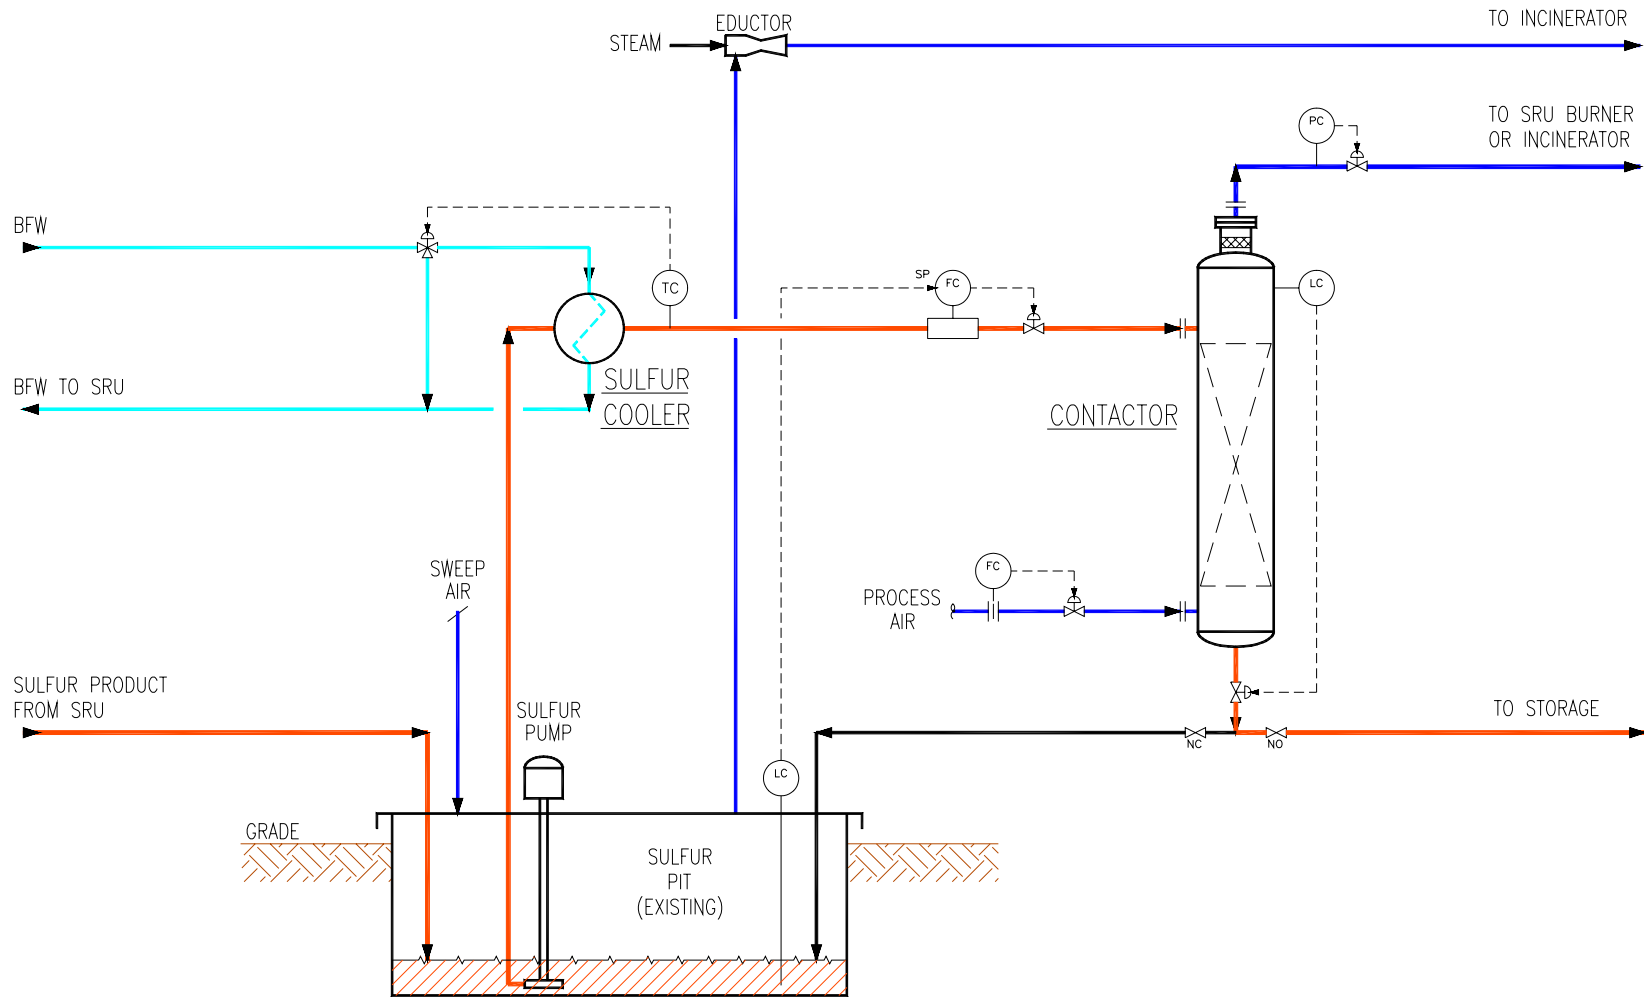 EDUCTOR
STEAM
TO INCINERATOR
TO SRU BURNER
OR INCINERATOR
PC
BFW
SP
FC
TC
LC
BFW TO SRU
SULFUR
COOLER
CONTACTOR
SWEEP
AIR
FC
PROCESS
AIR
SULFUR PRODUCT
FROM SRU
SULFUR
PUMP
TO STORAGE
NC
NO
LC
GRADE
SULFUR
PIT
(EXISTING)